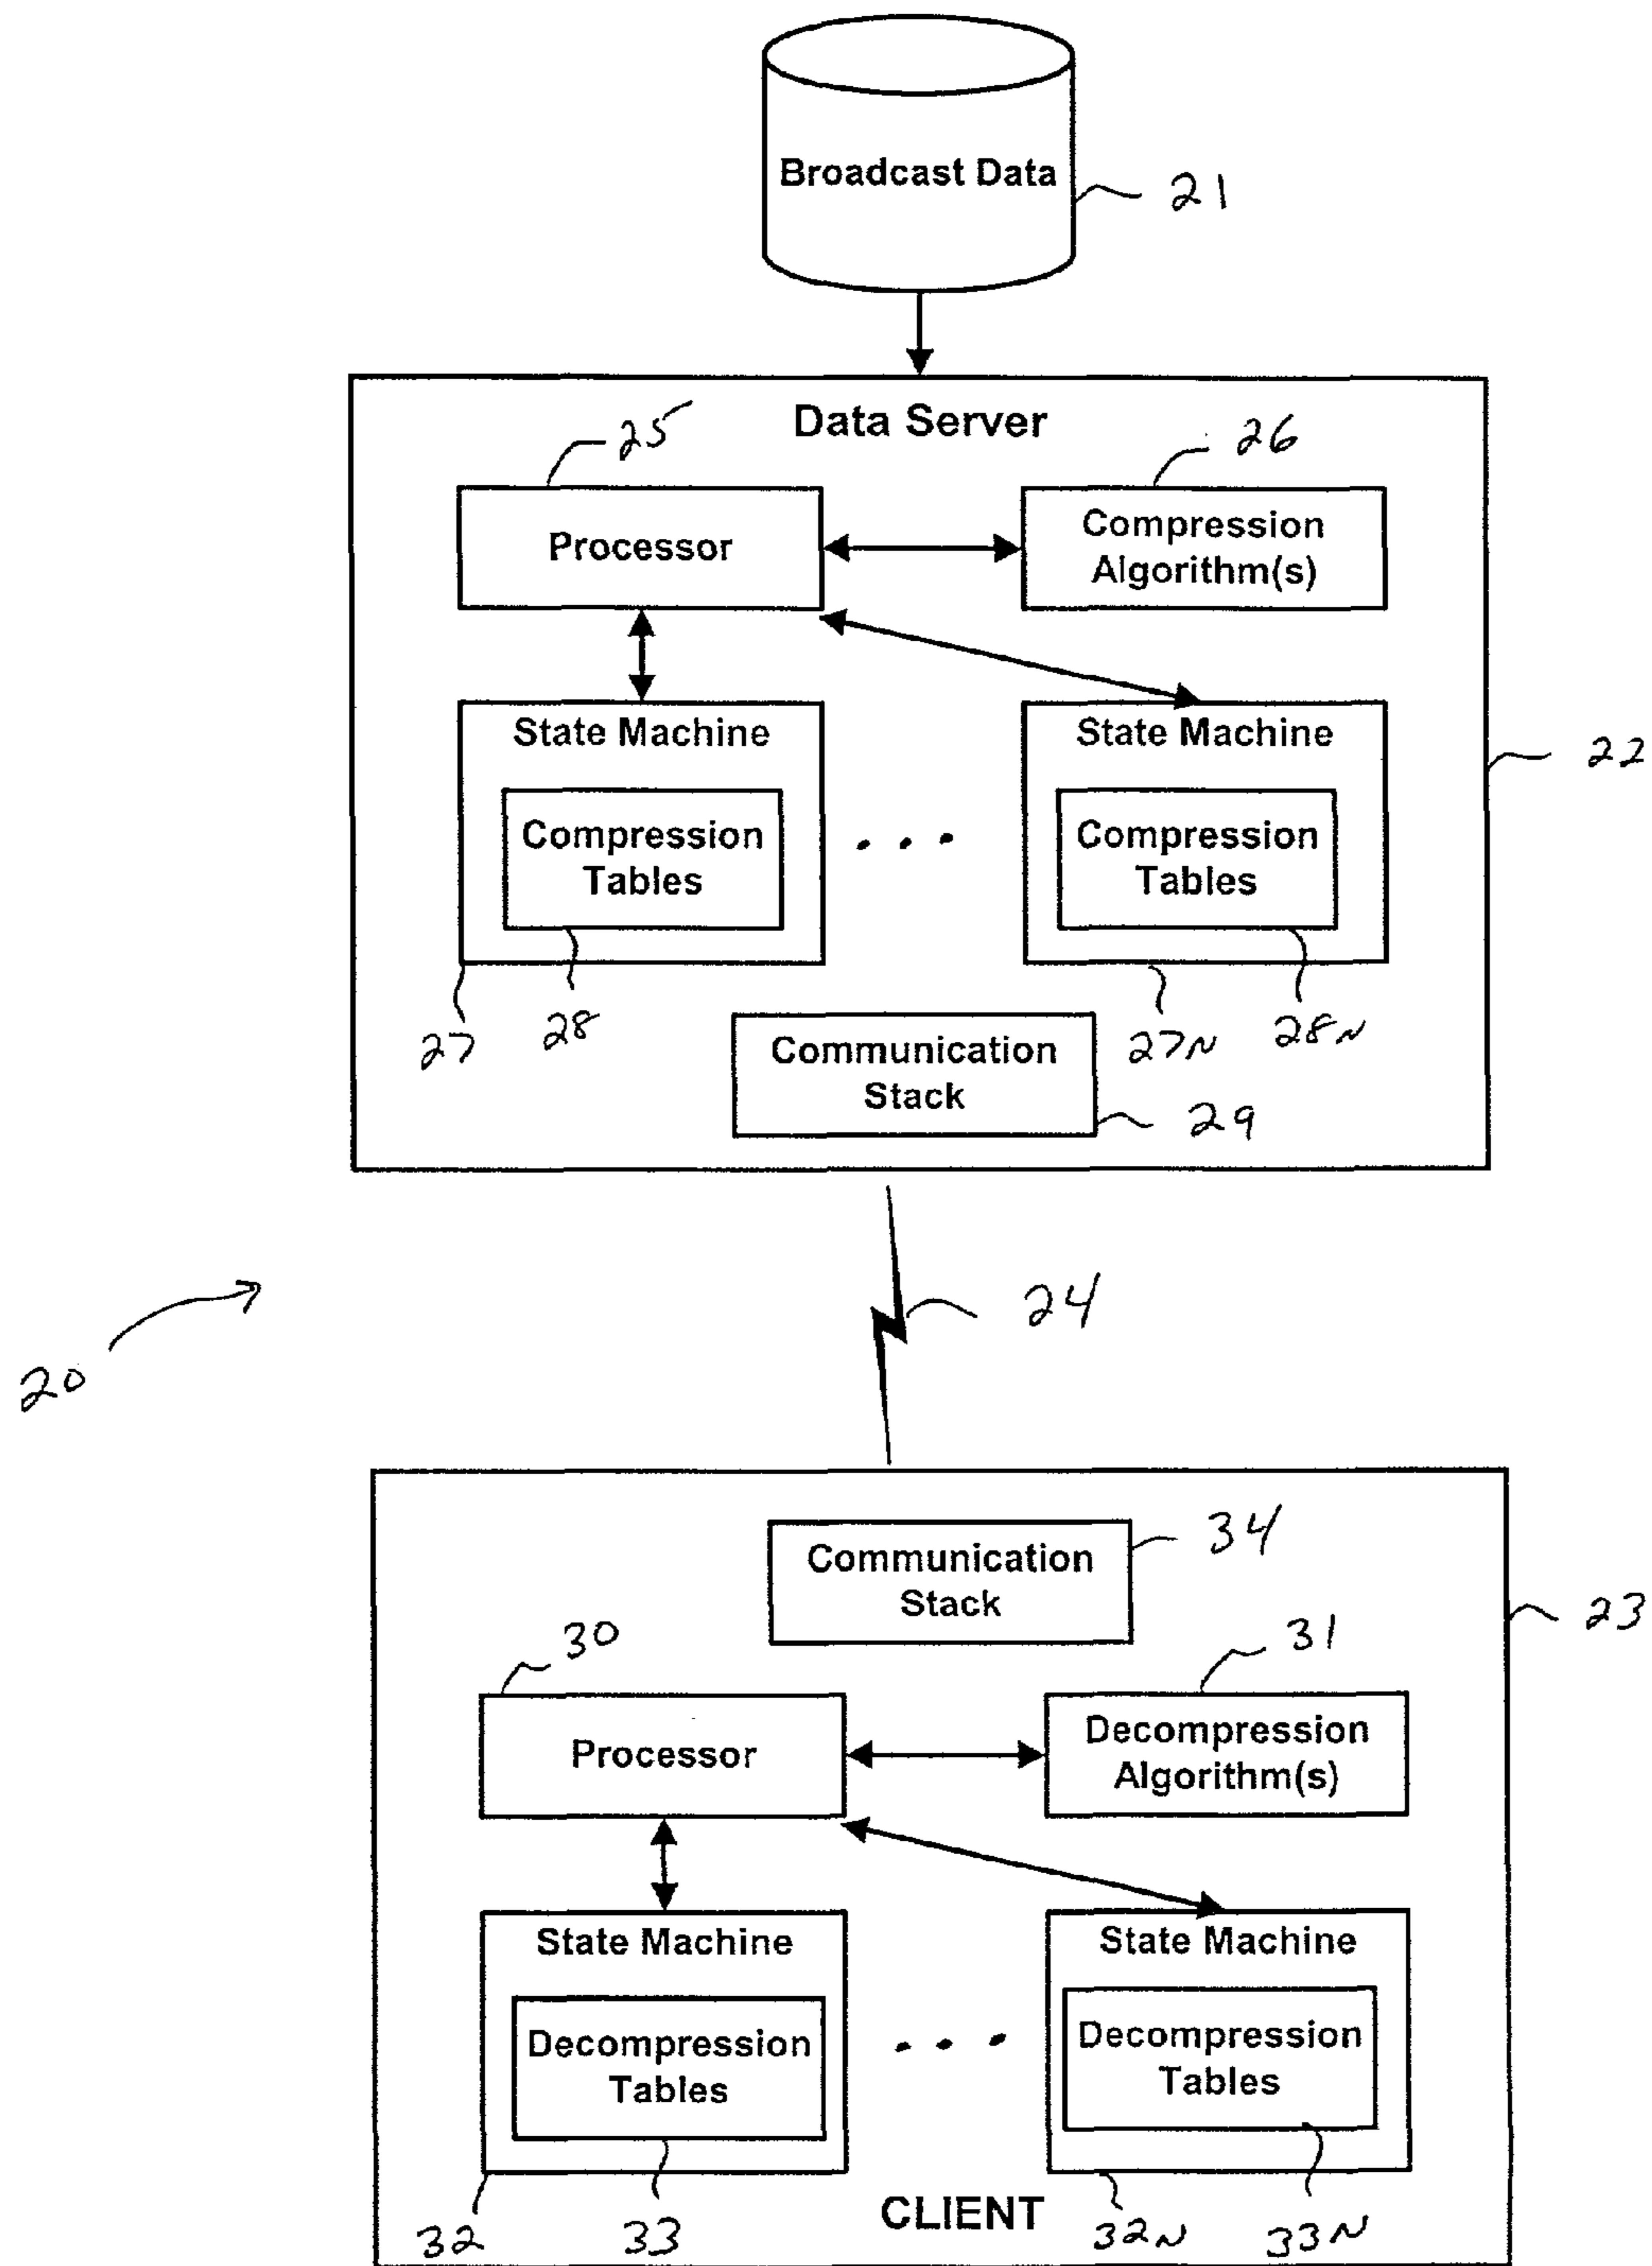 Broadcast Data
21
Data Server
25
26
Processor
Compression
Algorithm(s)
State Machine
State Machine
22
Compression
Tables
. . .
Compression
Tables
27
28
27N
28N
Communication
Stack
29
24
20
Communication
Stack
34
23
30
31
Processor
Decompression
Algorithm(s)
State Machine
State Machine
Decompression
Tables
. . .
Decompression
Tables
32
33
CLIENT
32N
33N